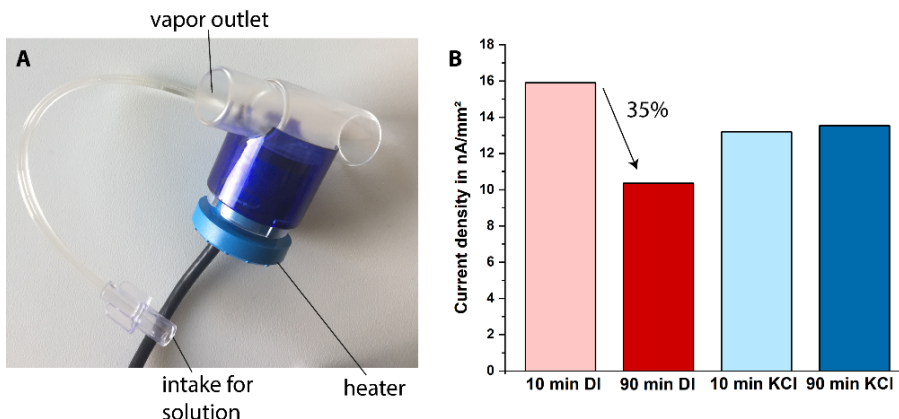 vapor outlet
A
intake for
solution
heater
B
Current density in nA/mm²
18
16
14
12
10
8
6
4
2
0
35%
10 min DI
90 min DI
10 min KCl
90 min KCl